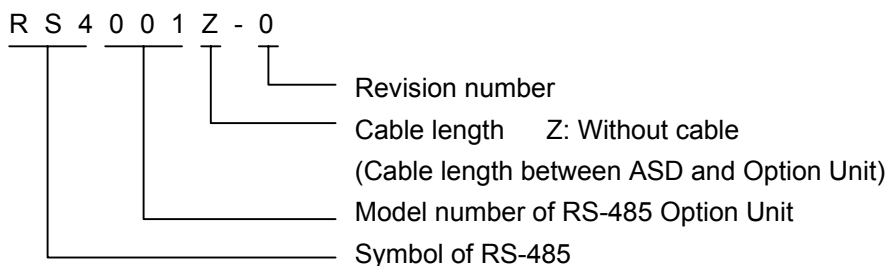 R S 4 0 0 1 Z - 0
Revision number
Cable length Z: Without cable
(Cable length between ASD and Option Unit)
Model number of RS-485 Option Unit
Symbol of RS-485